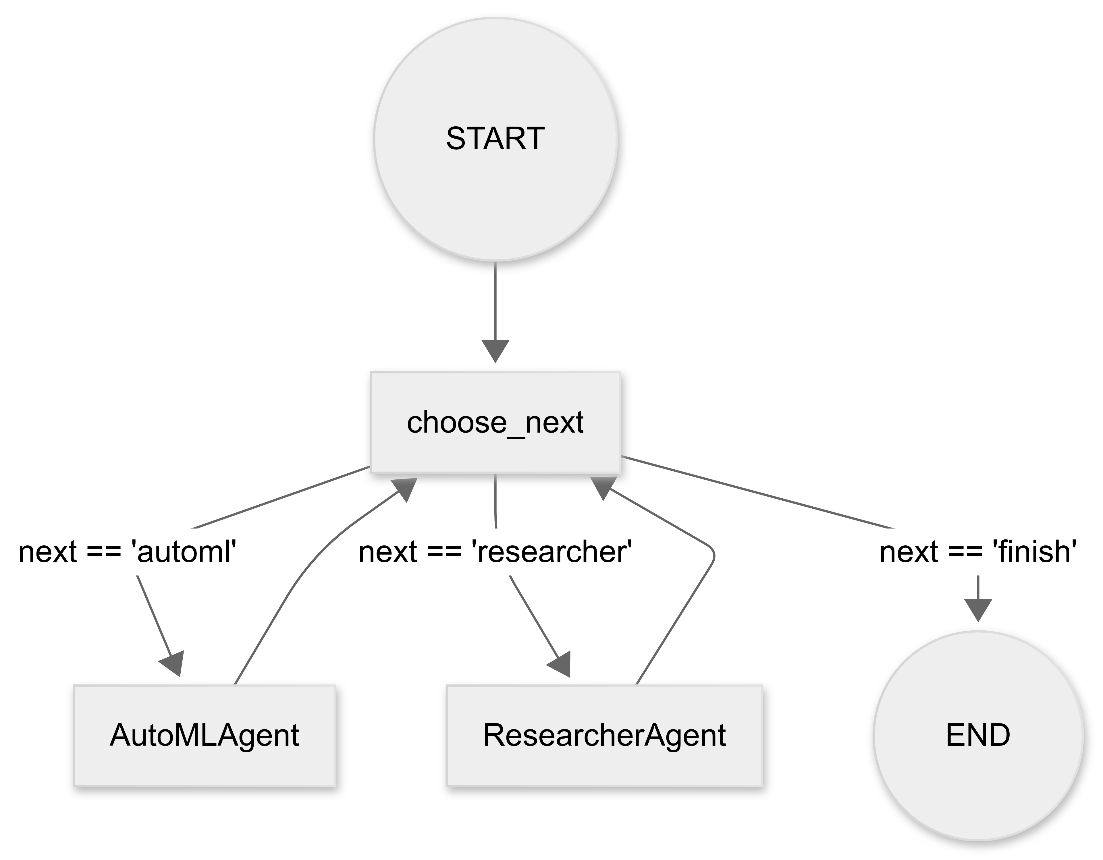 START
choose_next
next == 'automl'
next == 'researcher'
next == 'finish'
AutoMLAgent
ResearcherAgent
END